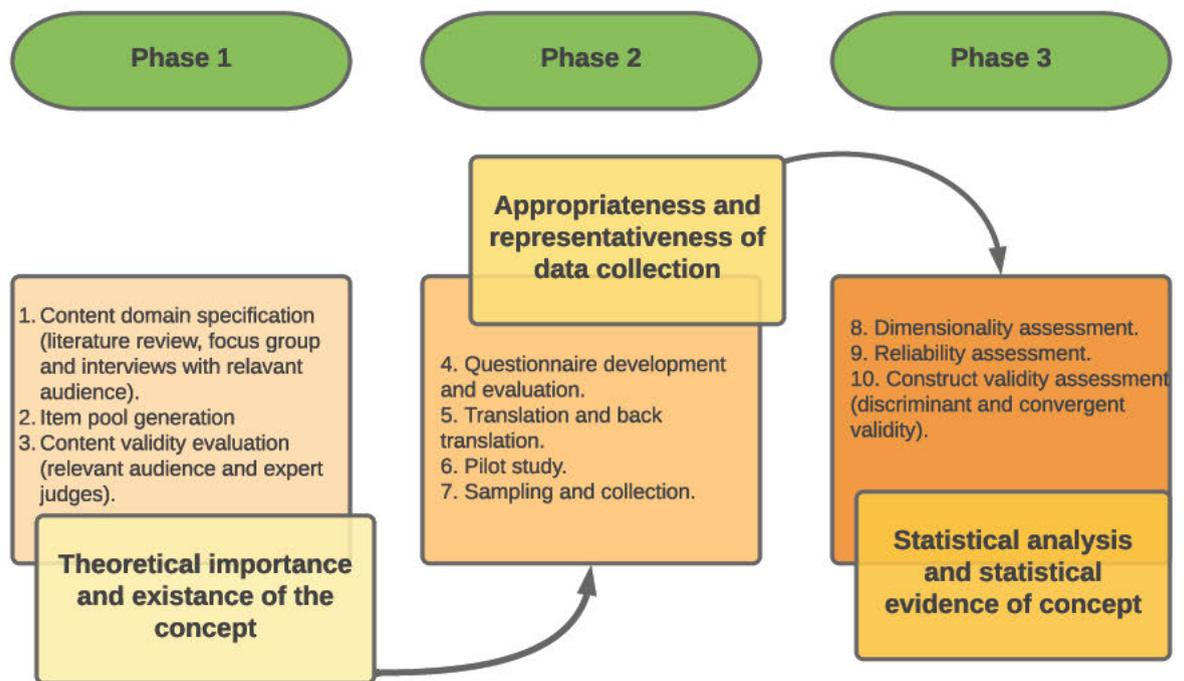 Phase 1
Phase 2
Phase 3
1. Content domain specification
(literature review, focus group
and interviews with relavant
audience).
2. Item pool generation
3. Content validity evaluation
(relevant audience and expert
judges).
Theoretical importance
and existance of the
concept
Appropriateness and
representativeness of
data collection
4. Questionnaire development
and evaluation.
5. Translation and back
translation.
6. Pilot study.
7. Sampling and collection.
8. Dimensionality assessment.
9. Reliability assessment.
10. Construct validity assessment
(discriminant and convergent
validity).
Statistical analysis
and statistical
evidence of concept